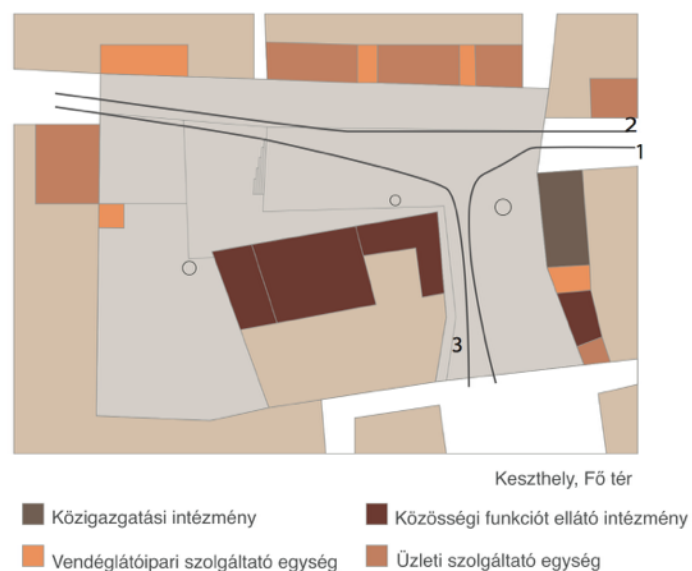 2
1
3
Keszthely, Fő tér
Közigazgatási intézmény
Közösségi funkciót ellátó intézmény
Vendéglátóipari szolgáltató egység
Üzleti szolgáltató egység